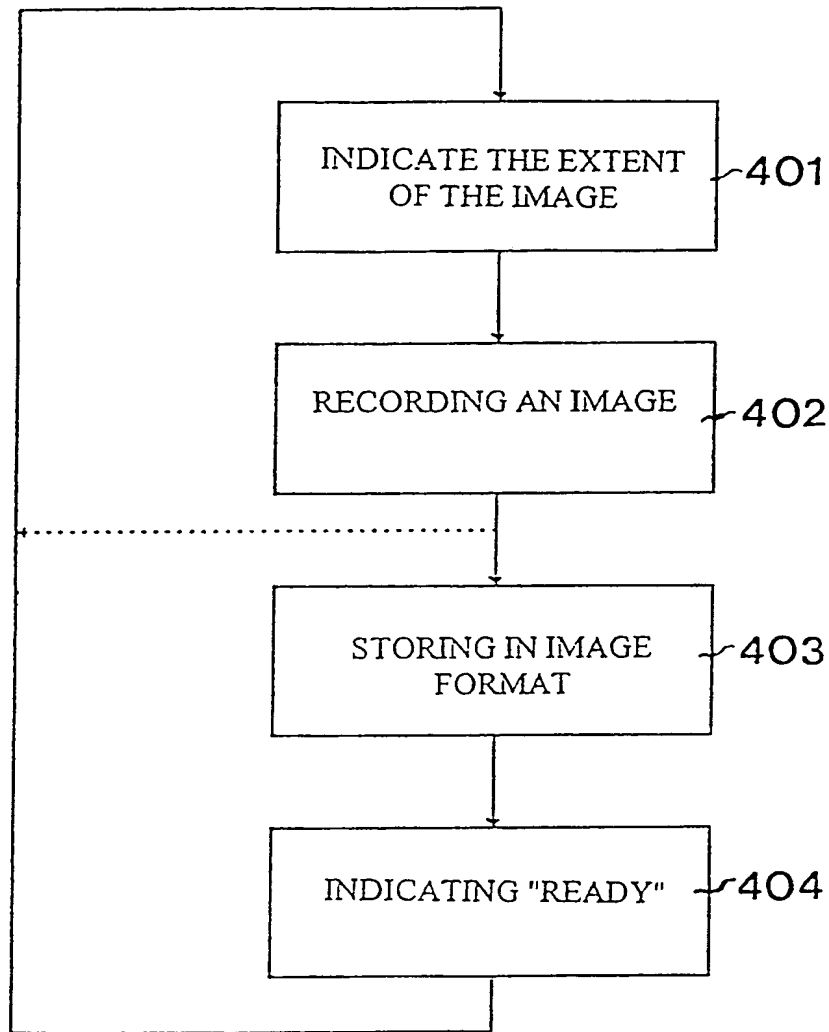 INDICATE THE EXTENT
OF THE IMAGE
401
RECORDING AN IMAGE
402
STORING IN IMAGE
FORMAT
403
INDICATING "READY"
404